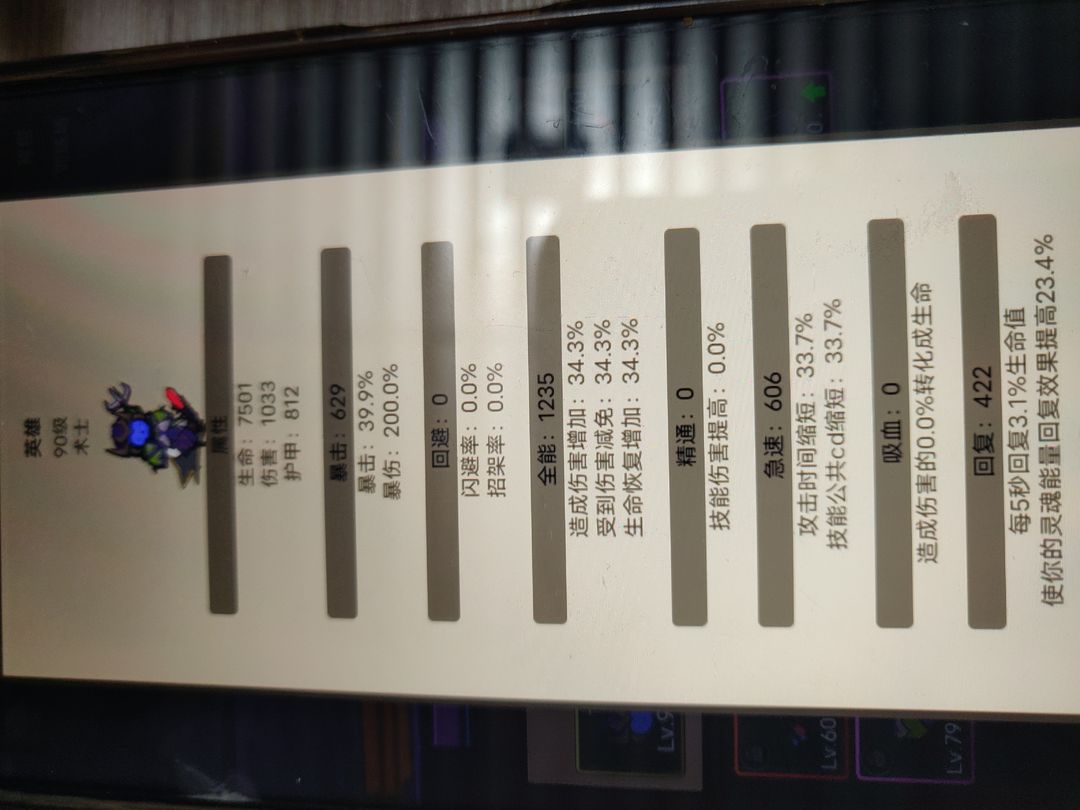 英雄
90级
术士
属性
生命：7501
伤害：1033
护甲：812
暴击：629
暴击：39.9%
暴伤：200.0%
回避：0
闪避率：0.0%
招架率：0.0%
全能：1235
造成伤害增加：34.3%
受到伤害减免：34.3%
生命恢复增加：34.3%
精通：0
技能伤害提高：0.0%
急速：606
攻击时间缩短：33.7%
技能公共cd缩短：33.7%
吸血：0
造成伤害的0.0%转化成生命
回复：422
每5秒回复3.1%生命值
使你的灵魂能量回复效果提高23.4%
Lv.9
Lv.60
Lv.79